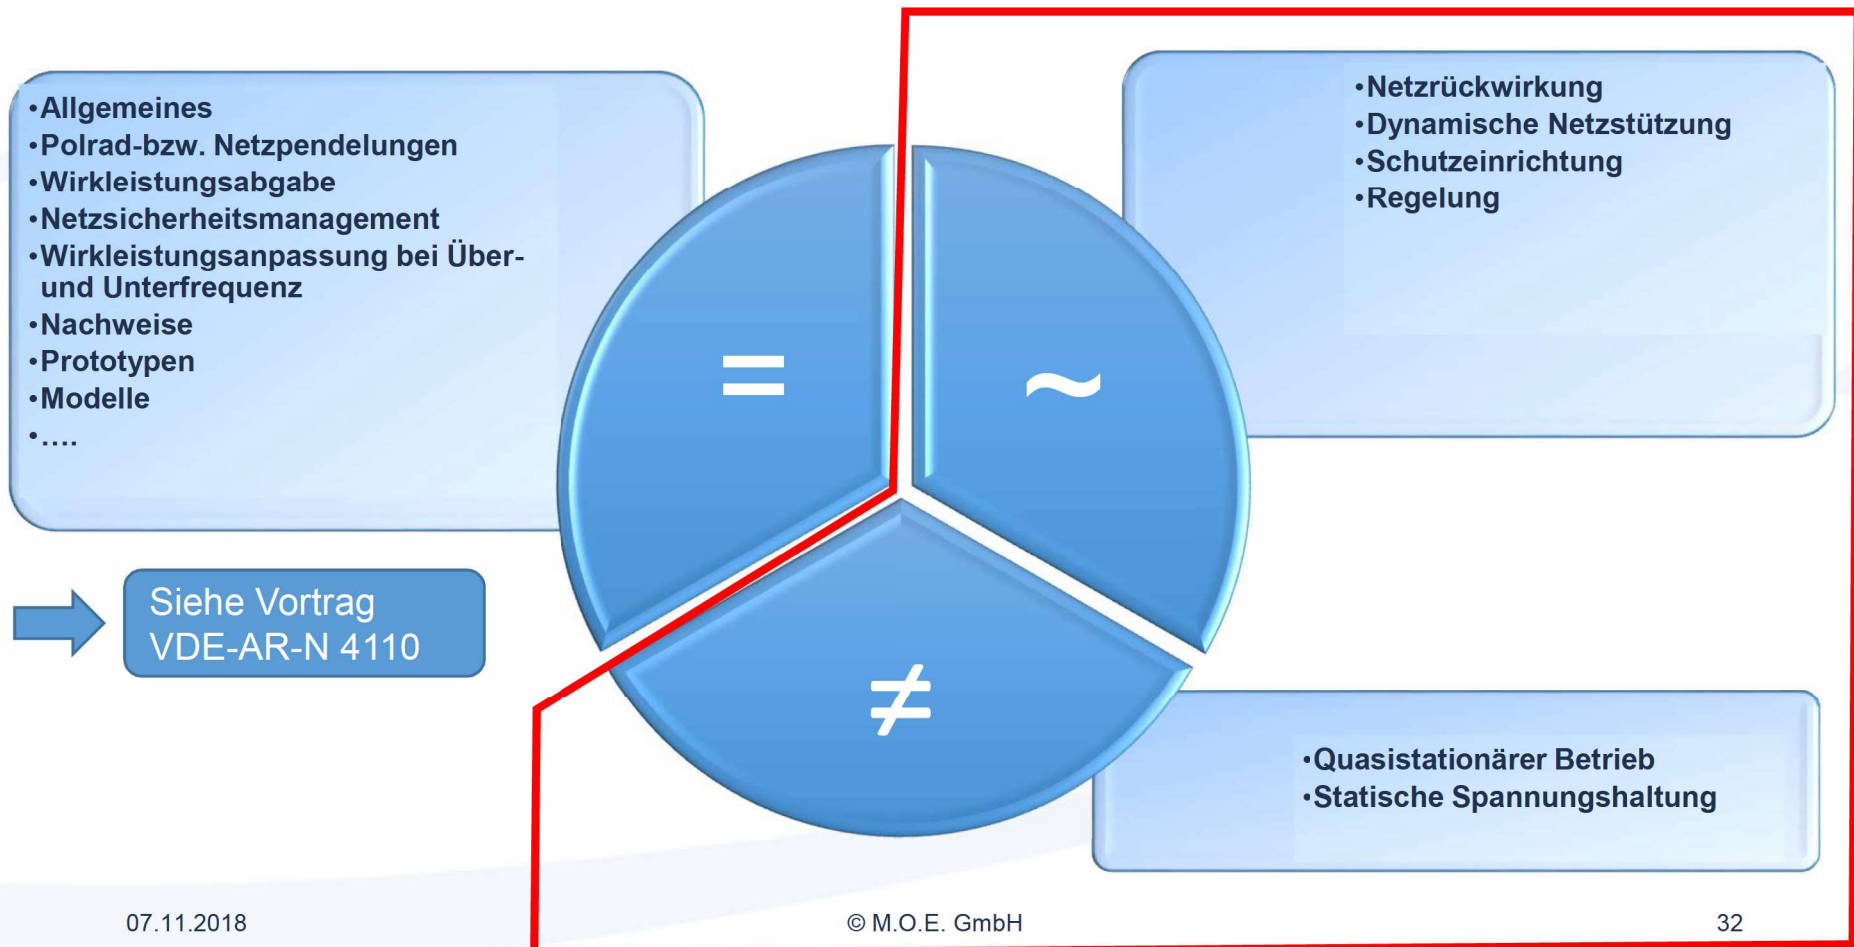 •Allgemeines
•Polrad-bzw. Netzpendelungen
•Wirkleistungsabgabe
•Netzsicherheitsmanagement
•Wirkleistungsanpassung bei Über-
und Unterfrequenz
•Nachweise
•Prototypen
•Modelle
•….
•Netzrückwirkung
•Dynamische Netzstützung
•Schutzeinrichtung
•Regelung
=
~
≠
Siehe Vortrag
VDE-AR-N 4110
•Quasistationärer Betrieb
•Statische Spannungshaltung
07.11.2018
© M.O.E. GmbH
32